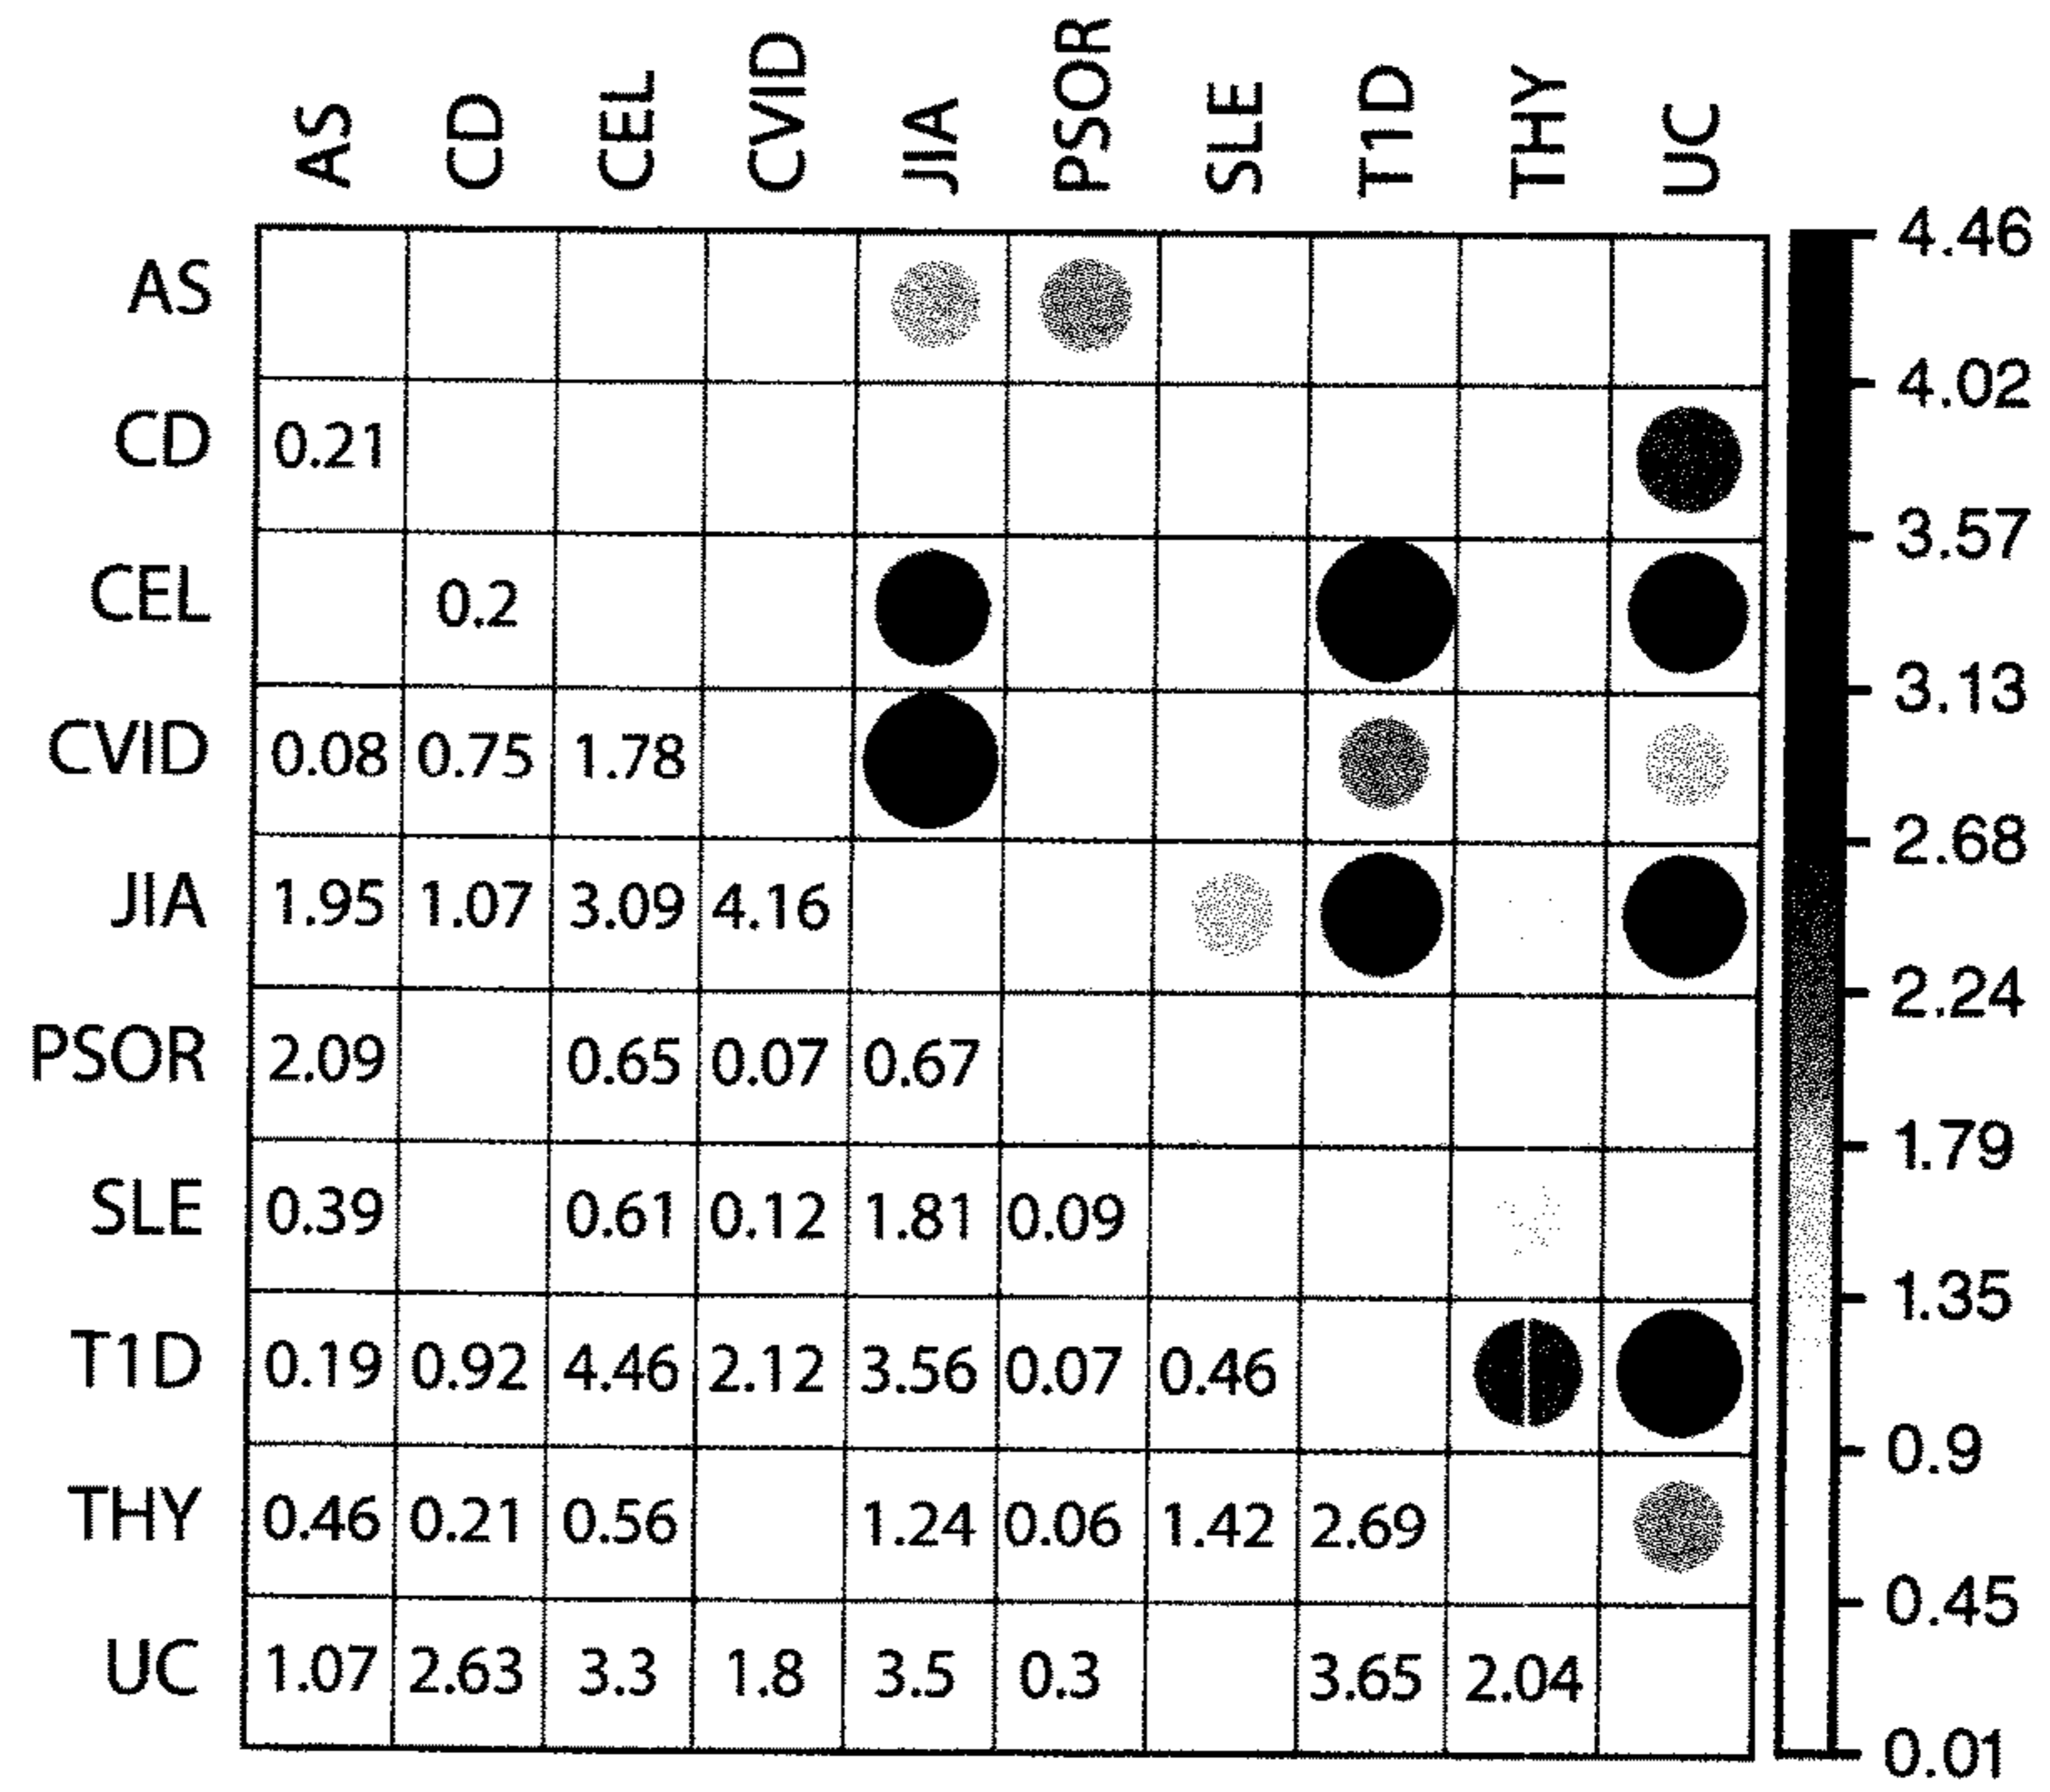 AS CD CEL CVID JIA PSOR SLE T1D THY UC
4.46
AS
4.02
CD 0.21
3.57
CEL 0.2
3.13
CVID 0.08 0.75 1.78
2.68
JIA 1.95 1.07 3.09 4.16
2.24
PSOR 2.09 0.65 0.07 0.67
1.79
SLE 0.39 0.61 0.12 1.81 0.09
1.35
T1D 0.19 0.92 4.46 2.12 3.56 0.07 0.46
0.9
THY 0.46 0.21 0.56 1.24 0.06 1.42 2.69
0.45
UC 1.07 2.63 3.3 1.8 3.5 0.3 3.65 2.04
0.01